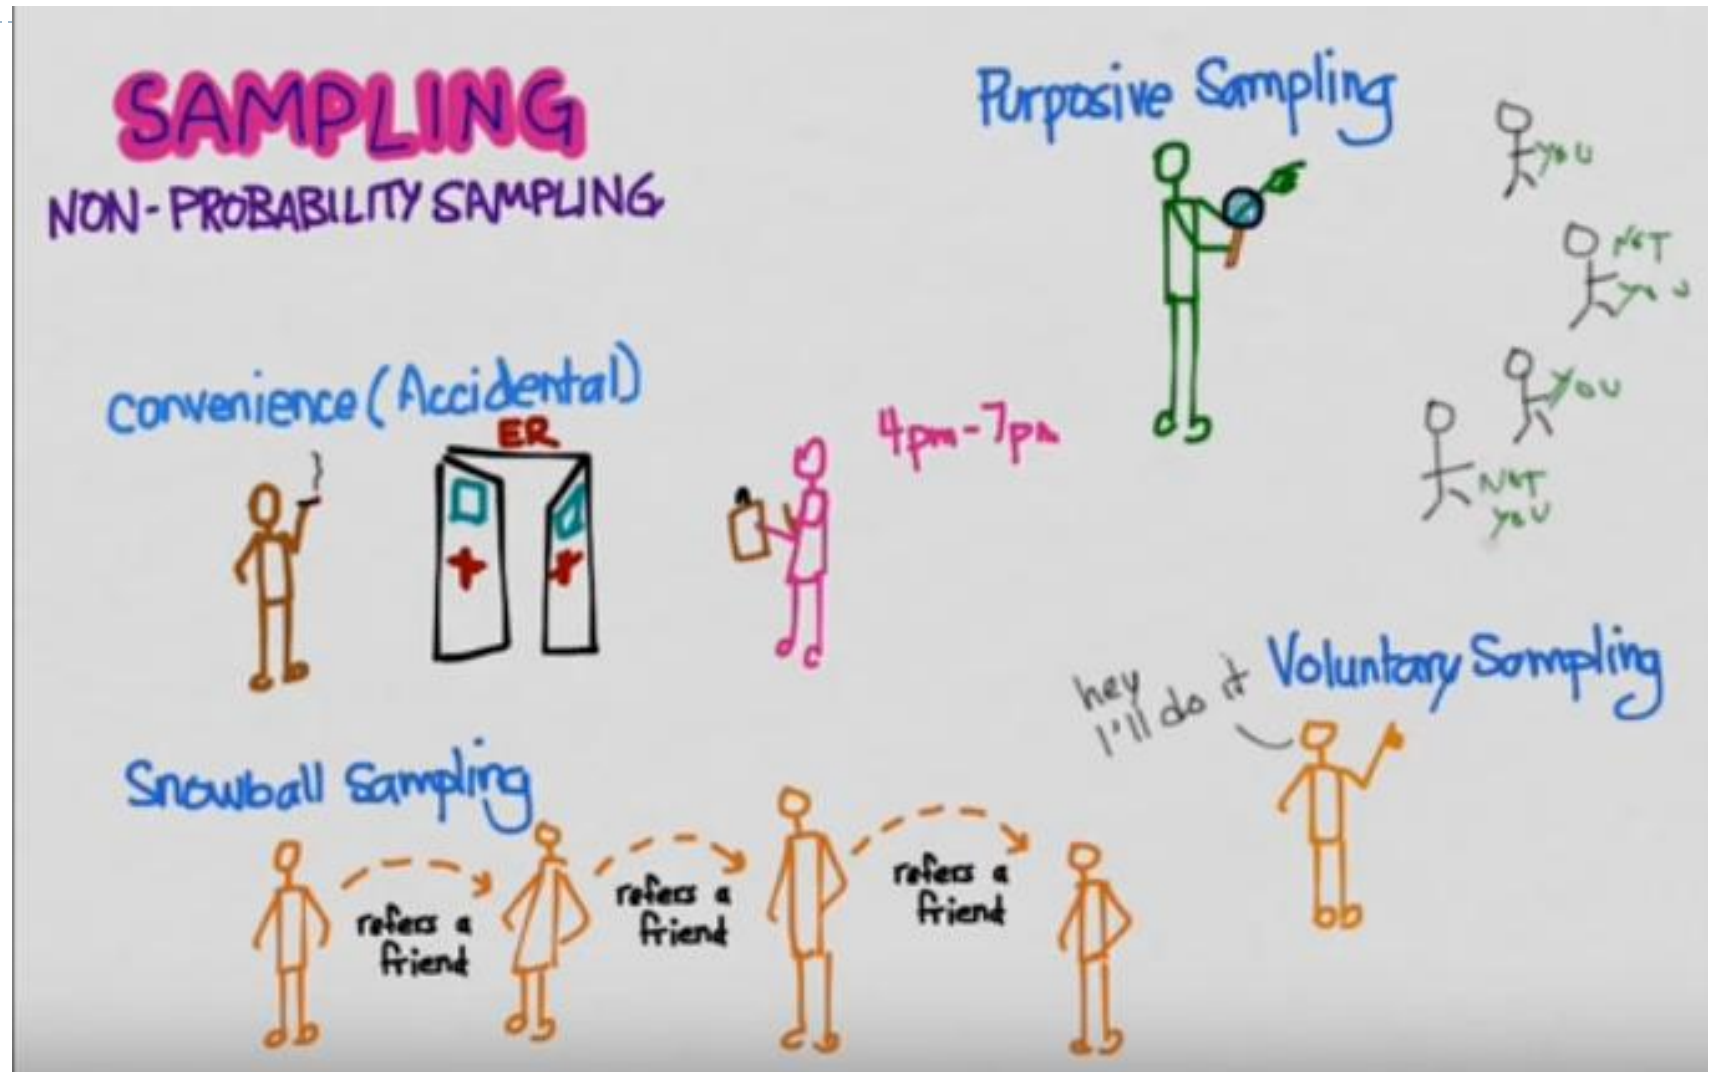 SAMPLING
NON-PROBABILITY SAMPLING
Purposive Sampling
YOU
NOT
YOU
YOU
NOT
YOU
Convenience (Accidental)
ER
4pm-7pm
Voluntary Sampling
hey
I'll do it
Snowball Sampling
refers a
friend
refers a
friend
refers a
friend